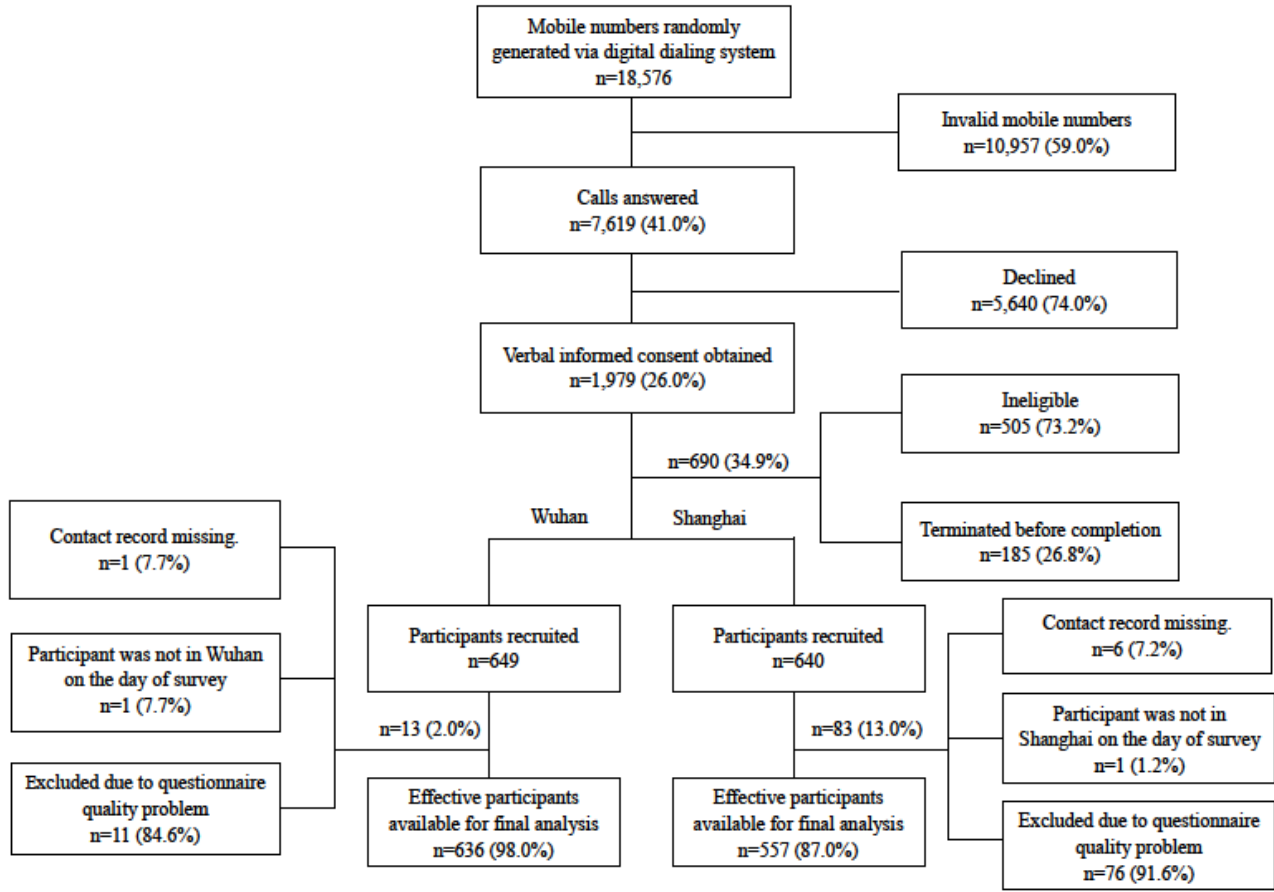 Mobile numbers randomly
generated via digital dialing system
n=18,576
Invalid mobile numbers
n=10,957 (59.0%)
Calls answered
n=7,619 (41.0%)
Declined
n=5,640 (74.0%)
Verbal informed consent obtained
n=1,979 (26.0%)
Ineligible
n=505 (73.2%)
n=690 (34.9%)
Terminated before completion
n=185 (26.8%)
Wuhan
Shanghai
Contact record missing.
n=1 (7.7%)
Participant was not in Wuhan
on the day of survey
n=1 (7.7%)
Excluded due to questionnaire
quality problem
n=11 (84.6%)
Participants recruited
n=649
n=13 (2.0%)
Effective participants
available for final analysis
n=636 (98.0%)
Participants recruited
n=640
n=83 (13.0%)
Effective participants
available for final analysis
n=557 (87.0%)
Contact record missing.
n=6 (7.2%)
Participant was not in
Shanghai on the day of survey
n=1 (1.2%)
Excluded due to questionnaire
quality problem
n=76 (91.6%)